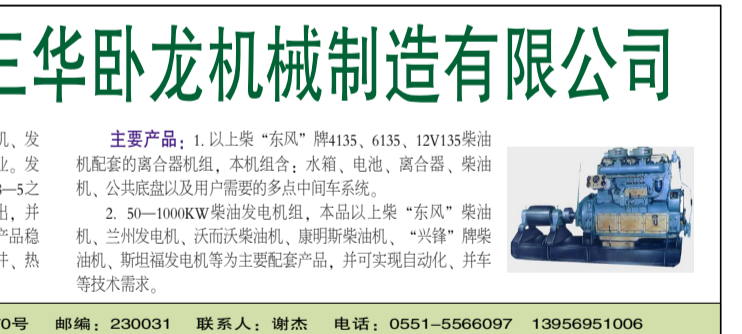 三华卧龙机械制造有限公司
机、发
业。发
3—5之
出，并
产品稳
件、热
主要产品：1. 以上柴“东风”牌4135、6135、12V135柴油
机配套的离合器机组，本机组含：水箱、电池、离合器、柴油
机、公共底盘以及用户需要的多点中间车系统。
2. 50—1000KW柴油发电机组，本品以上柴“东风”柴油
机、兰州发电机、沃而沃柴油机、康明斯柴油机、“兴锋”牌柴
油机、斯坦福发电机等为主要配套产品，并可实现自动化、并车
等技术需求。
70号 邮编：230031 联系人：谢杰 电话：0551-5566097 13956951006